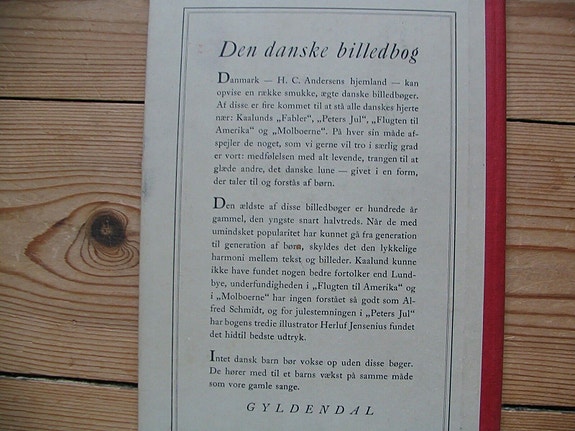 Den danske billedbog
Danmark — H. C. Andersens hjemland — kan
opvise en række smukke, ægte danske billedbøger.
Af disse er fire kommet til at stå alle danskes hjerte
nær: Kaalunds „Fabler“, „Peters Jul“, „Flugten til
Amerika“ og „Molboerne“. På hver sin måde af-
spejler de noget, som vi gerne vil tro i særlig grad
er vort: medfølelsen med alt levende, trangen til at
glæde andre, det danske lune — givet i en form,
der taler til og forstås af børn.
Den ældste af disse billedbøger er hundrede år
gammel, den yngste snart halvtreds. Når de med
umindsket popularitet har kunnet gå fra generation
til generation af børn, skyldes det den lykkelige
harmoni mellem tekst og billeder. Kaalund kunne
ikke have fundet nogen bedre fortolker end Lund-
bye, underfundigheden i „Flugten til Amerika“ og
i „Molboerne“ har ingen forstået så godt som Al-
fred Schmidt, og for julestemningen i „Peters Jul“
har bogens tredie illustrator Herluf Jensenius fundet
det hidtil bedste udtryk.
Intet dansk barn bør vokse op uden disse bøger.
De hører med til et barns vækst på samme måde
som vore gamle sange.
GYLDENDAL